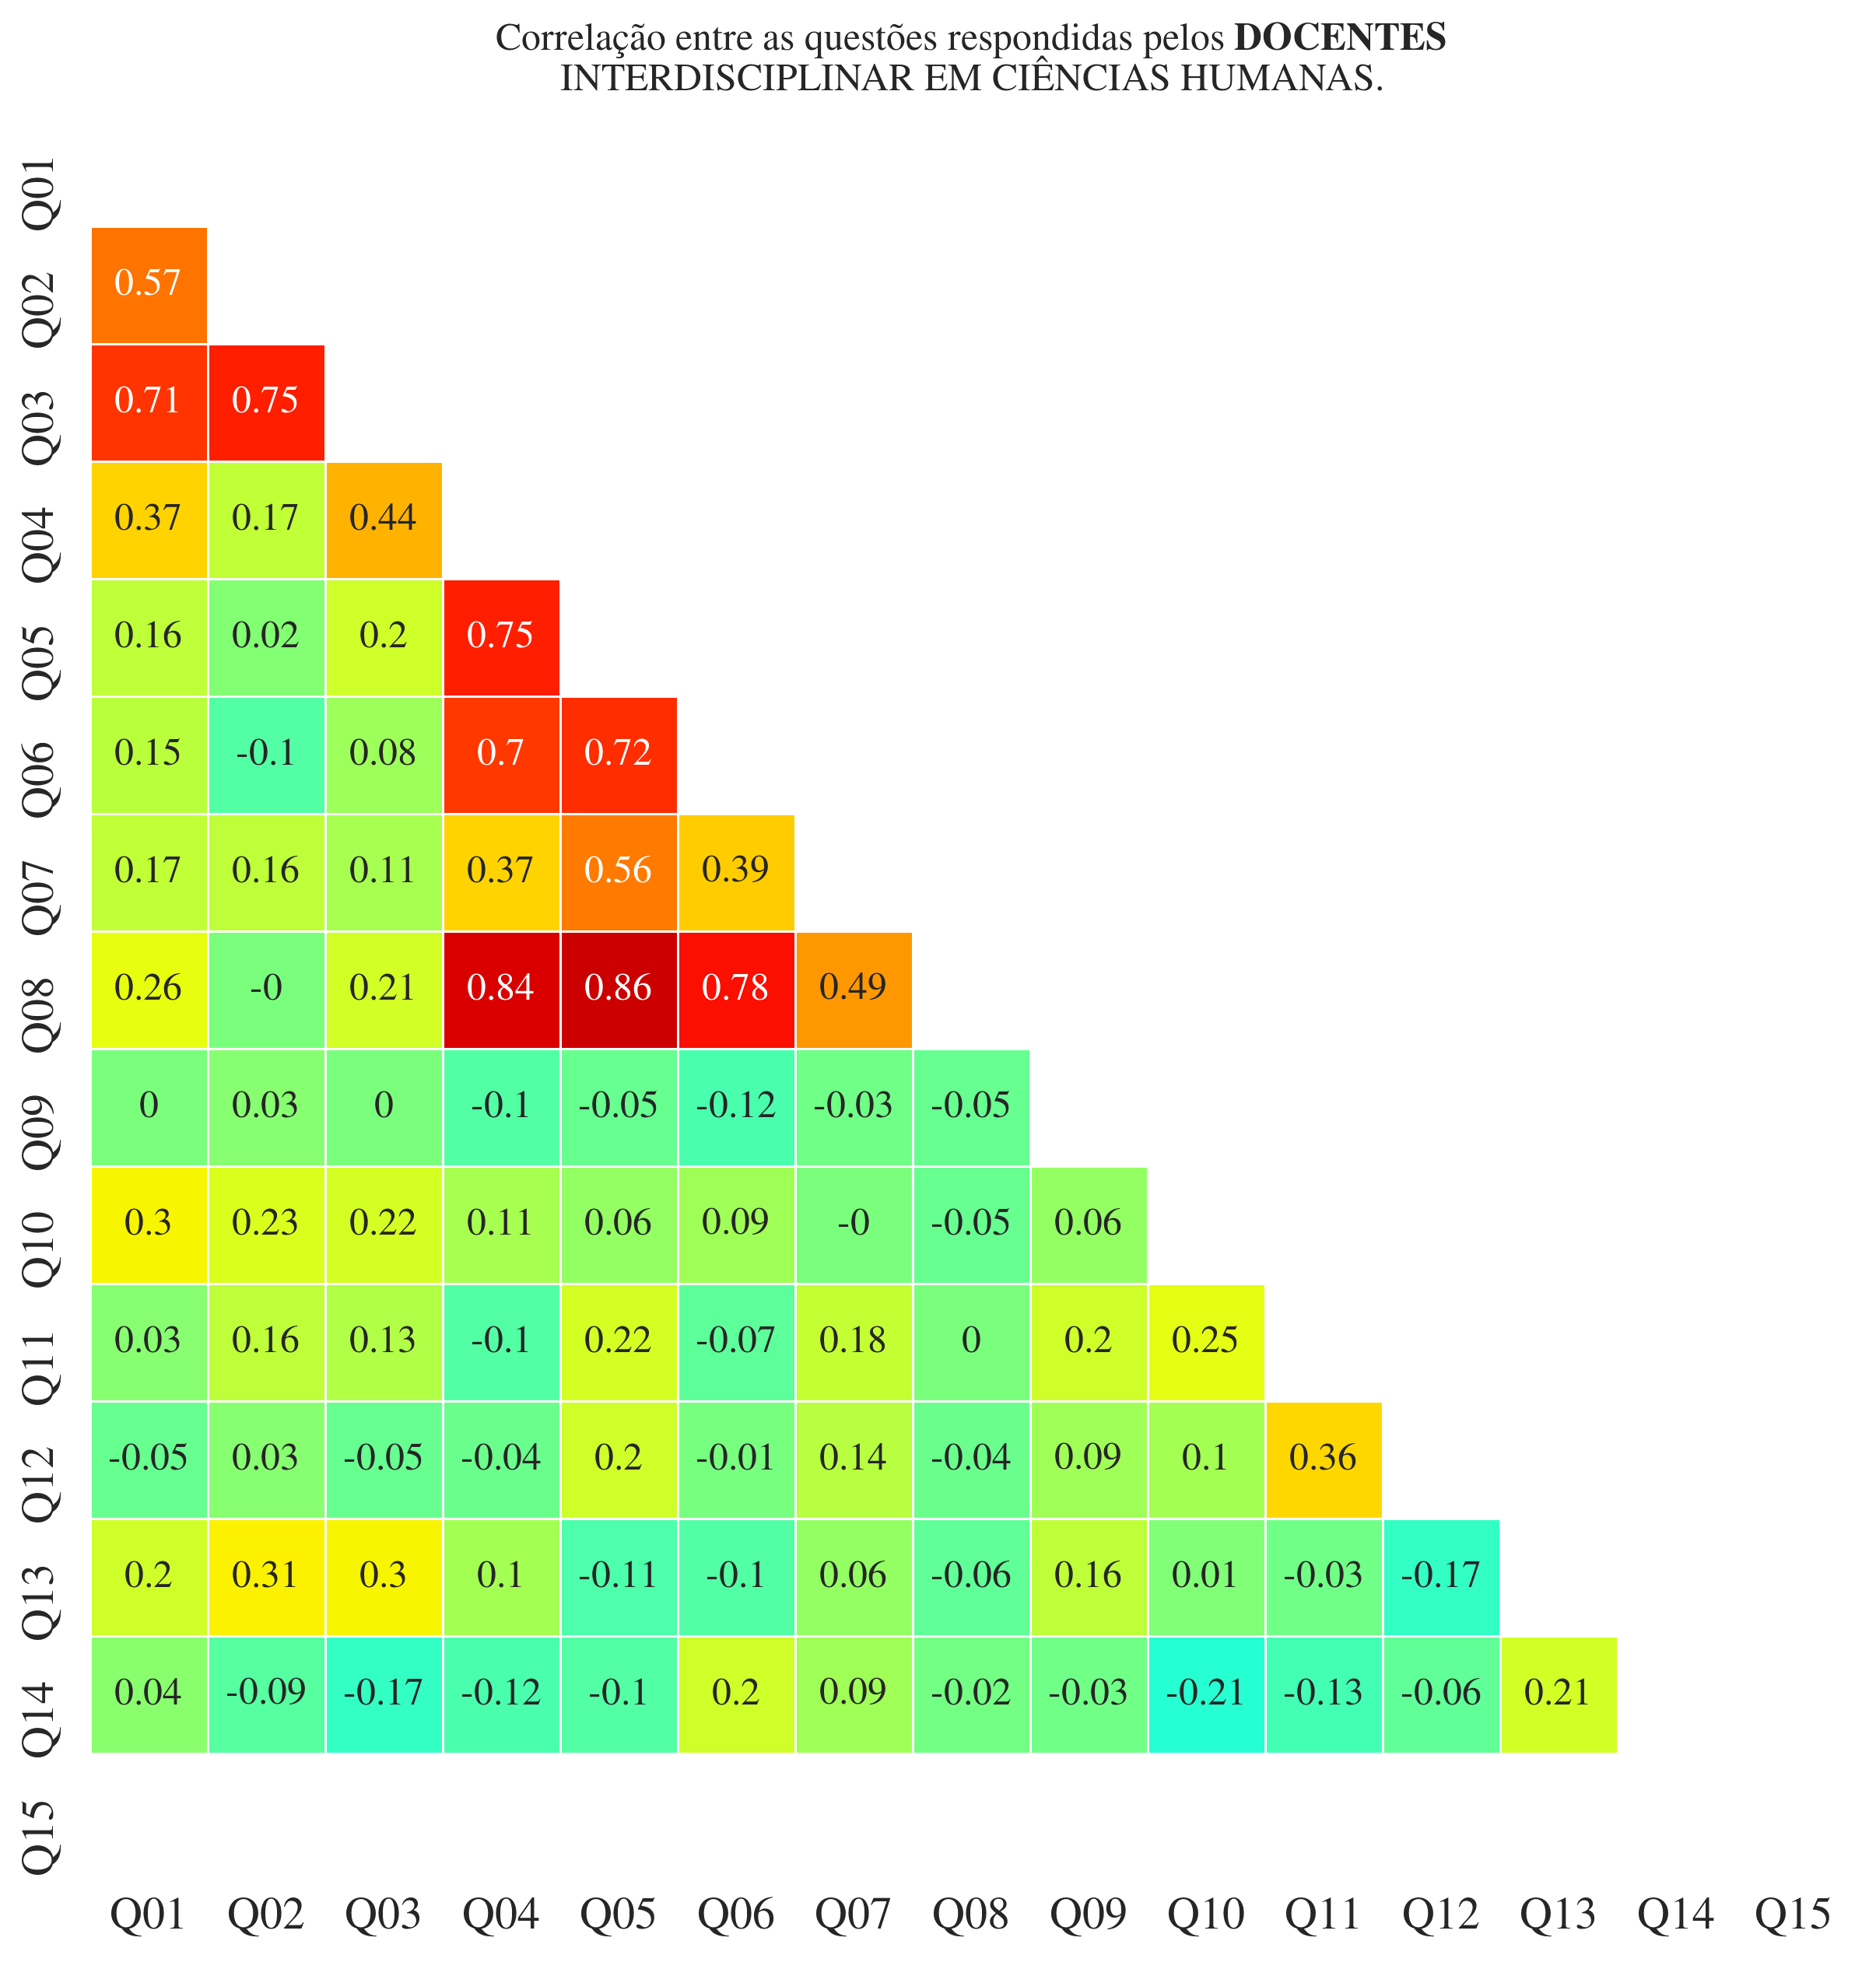 Correlação entre as questões respondidas pelos DOCENTES
INTERDISCIPLINAR EM CIÊNCIAS HUMANAS.
Q01
Q02 0.57
Q03 0.71 0.75
Q04 0.37 0.17 0.44
Q05 0.16 0.02 0.2 0.75
Q06 0.15 -0.1 0.08 0.7 0.72
Q07 0.17 0.16 0.11 0.37 0.56 0.39
Q08 0.26 -0 0.21 0.84 0.86 0.78 0.49
Q09 0 0.03 0 -0.1 -0.05 -0.12 -0.03 -0.05
Q10 0.3 0.23 0.22 0.11 0.06 0.09 -0 -0.05 0.06
Q11 0.03 0.16 0.13 -0.1 0.22 -0.07 0.18 0 0.2 0.25
Q12 -0.05 0.03 -0.05 -0.04 0.2 -0.01 0.14 -0.04 0.09 0.1 0.36
Q13 0.2 0.31 0.3 0.1 -0.11 -0.1 0.06 -0.06 0.16 0.01 -0.03 -0.17
Q14 0.04 -0.09 -0.17 -0.12 -0.1 0.2 0.09 -0.02 -0.03 -0.21 -0.13 -0.06 0.21
Q15
Q01 Q02 Q03 Q04 Q05 Q06 Q07 Q08 Q09 Q10 Q11 Q12 Q13 Q14 Q15